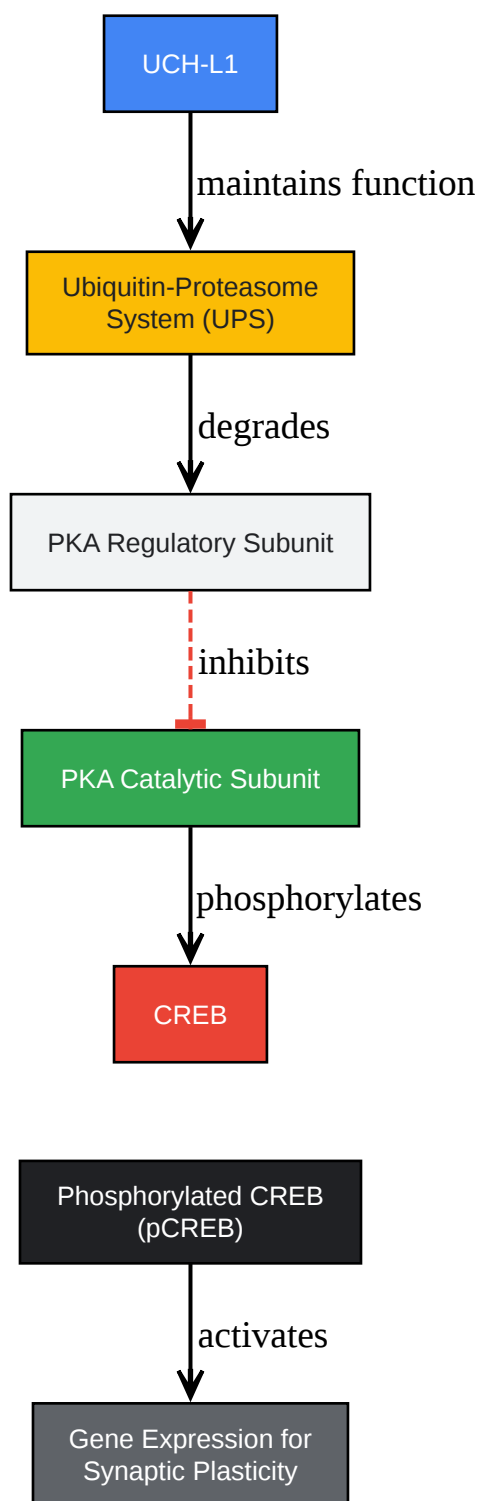 UCH-L1
maintains function
Ubiquitin-Proteasome
System (UPS)
degrades
PKA Regulatory Subunit
inhibits
PKA Catalytic Subunit
phosphorylates
CREB
Phosphorylated CREB
(pCREB)
activates
Gene Expression for
Synaptic Plasticity